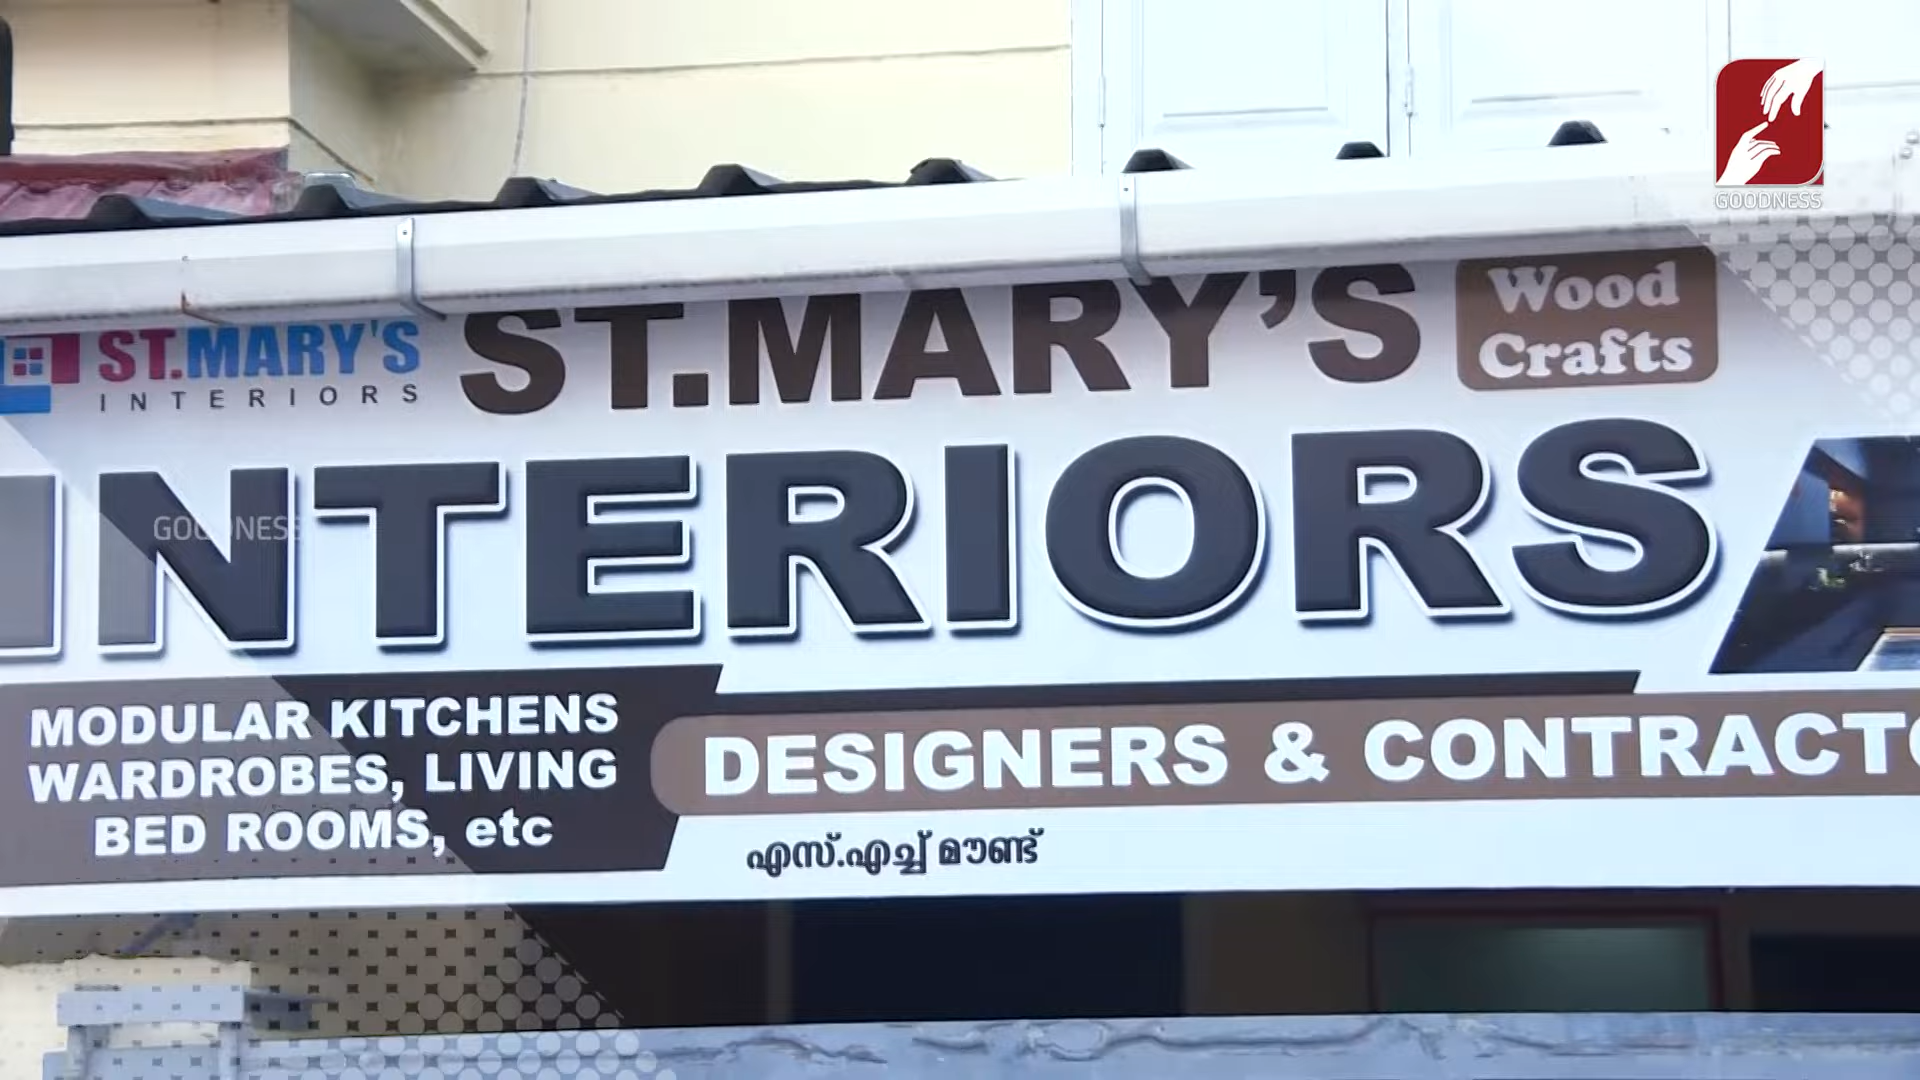 GOODNESS
ST.MARY'S
INTERIORS
ST.MARY'S
Wood
Crafts
INTERIORS
GOODNESS
MODULAR KITCHENS
WARDROBES, LIVING
BED ROOMS, etc
DESIGNERS &
എസ്.എച്ച് മൗണ്ട്